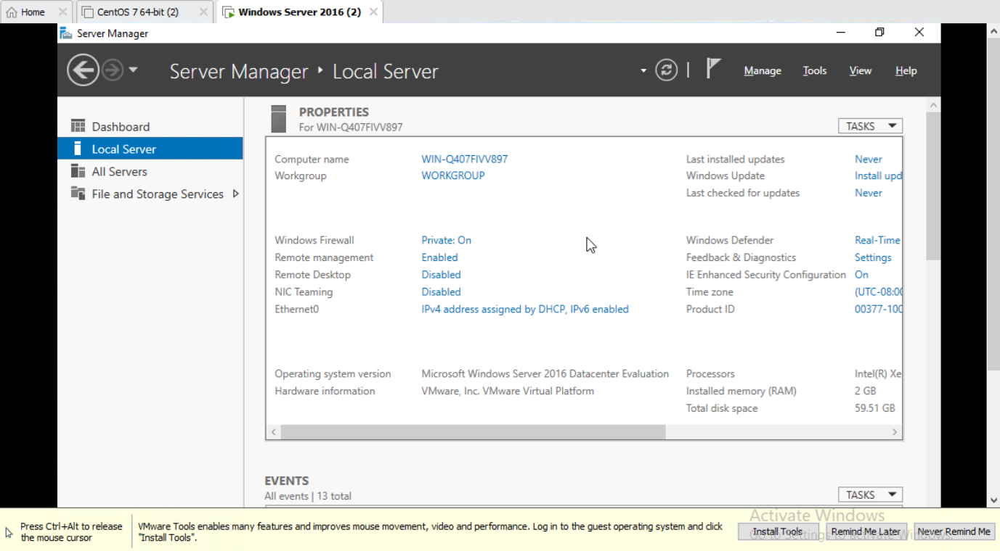 Home
CentOS 7 64-bit (2)
Windows Server 2016 (2)
Server Manager
Server Manager
Local Server
Manage
Tools
View
Help
Dashboard
Local Server
All Servers
File and Storage Services
PROPERTIES
For WIN-Q407FIVV897
TASKS
Computer name WIN-Q407FIVV897 Last installed updates Never
Workgroup WORKGROUP Windows Update Install upd
Last checked for updates Never
Windows Firewall Private: On Windows Defender Real-Time
Remote management Enabled Feedback & Diagnostics Settings
Remote Desktop Disabled IE Enhanced Security Configuration On
NIC Teaming Disabled Time zone (UTC-08:00
Ethernet0 IPv4 address assigned by DHCP, IPv6 enabled Product ID 00377-100
Operating system version Microsoft Windows Server 2016 Datacenter Evaluation Processors Intel(R) Xe
Hardware information VMware, Inc. VMware Virtual Platform Installed memory (RAM) 2 GB
Total disk space 59.51 GB
EVENTS
All events | 13 total
TASKS
Press Ctrl+Alt to release
the mouse cursor
VMware Tools enables many features and improves mouse movement, video and performance. Log in to the guest operating system and click
"Install Tools".
Activate Windows
Go to Settings to activate Windows.
Install Tools
Remind Me Later
Never Remind Me